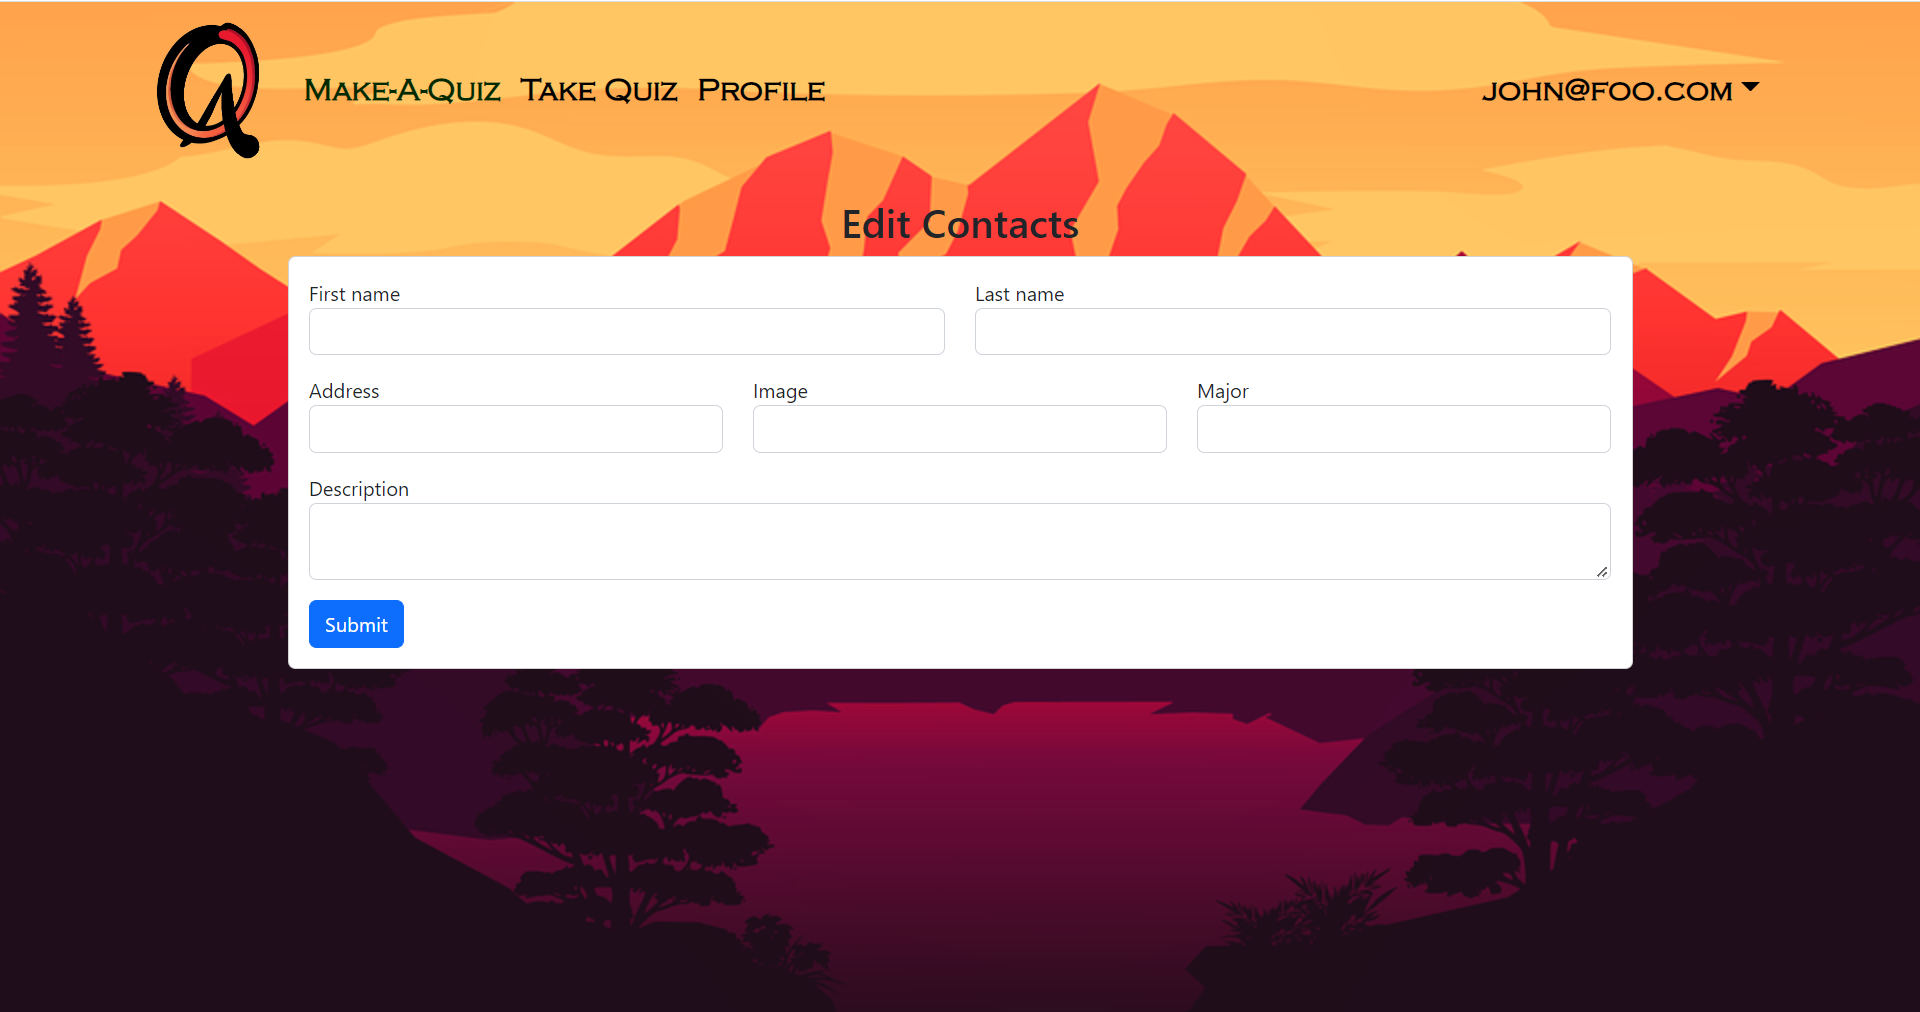 Make-A-Quiz Take Quiz Profile john@foo.com
Edit Contacts
First name Last name
Address Image Major
Description
Submit